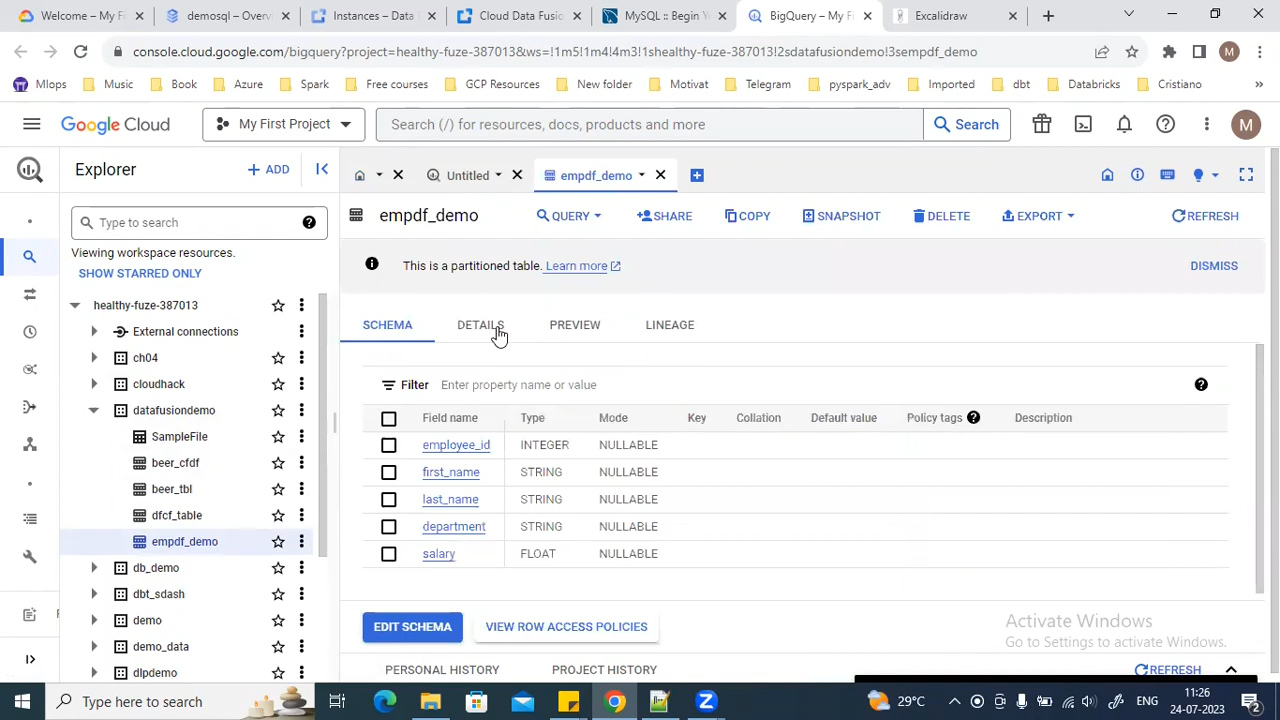 Welcome – My F
demosql – Overv
Instances – Data
Cloud Data Fusio
MySQL :: Begin Y
BigQuery – My Fi
Excalidraw
console.cloud.google.com/bigquery?project=healthy-fuze-387013&ws=!1m5!1m4!4m3!1shealthy-fuze-387013!2sdatafusiondemo!3sempdf_demo
M
Mlops
Music
Book
Azure
Spark
Free courses
GCP Resources
New folder
Motivat
Telegram
pyspark_adv
Imported
dbt
Databricks
Cristiano
Google Cloud
My First Project
Search (/) for resources, docs, products and more
Search
M
Explorer
+ ADD
Untitled
empdf_demo
Type to search
empdf_demo
QUERY
SHARE
COPY
SNAPSHOT
DELETE
EXPORT
REFRESH
Viewing workspace resources.
SHOW STARRED ONLY
This is a partitioned table. Learn more
DISMISS
healthy-fuze-387013
External connections
ch04
cloudhack
datafusiondemo
SampleFile
beer_cfdf
beer_tbl
dfcf_table
empdf_demo
db_demo
dbt_sdash
demo
demo_data
dlpdemo
SCHEMA
DETAILS
PREVIEW
LINEAGE
Filter Enter property name or value
Field name Type Mode Key Collation Default value Policy tags Description
employee_id INTEGER NULLABLE
first_name STRING NULLABLE
last_name STRING NULLABLE
department STRING NULLABLE
salary FLOAT NULLABLE
EDIT SCHEMA
VIEW ROW ACCESS POLICIES
Activate Windows
Go to Settings to activate Windows.
PERSONAL HISTORY
PROJECT HISTORY
REFRESH
Type here to search
29°C
ENG
11:26
24-07-2023
2